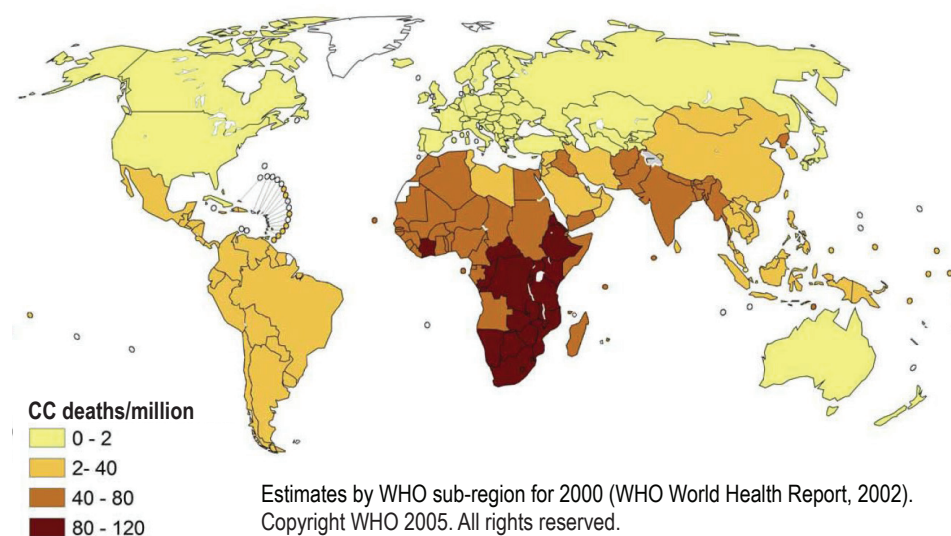 CC deaths/million
0 - 2
2- 40
40 - 80
80 - 120
Estimates by WHO sub-region for 2000 (WHO World Health Report, 2002).
Copyright WHO 2005. All rights reserved.